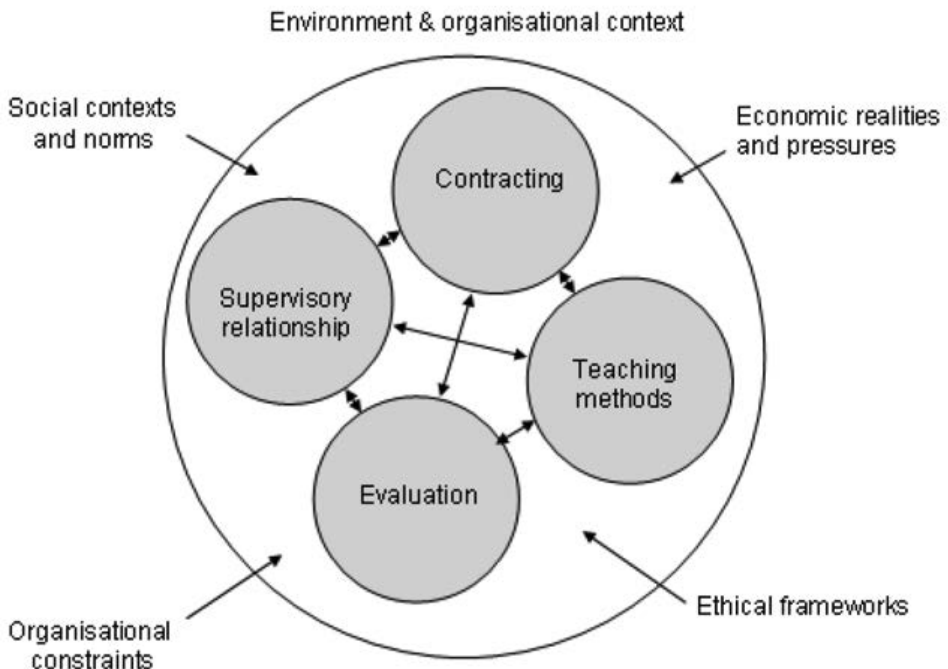 Environment & organisational context
Social contexts
and norms
Economic realities
and pressures
Contracting
Supervisory
relationship
Teaching
methods
Evaluation
Ethical frameworks
Organisational
constraints